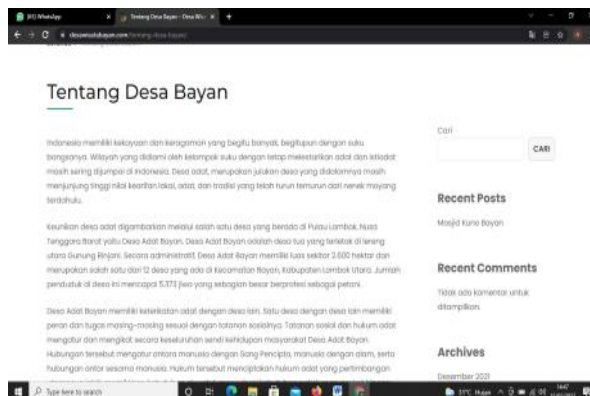 WhatsApp
Tentang Desa Bayan - Desa Wis
desawisatabayan.com/tentang-desa-bayan/
Tentang Desa Bayan
Indonesia memiliki kekayaan dan keragaman yang begitu banyak, begitupun dengan suku
bangsanya. Wilayah yang didiami oleh kelompok suku dengan tetap melestarikan adat dan istiadat
masih sering dijumpai di Indonesia. Desa adat, merupakan julukan desa yang didalamnya masih
menjunjung tinggi nilai kearifan lokal, adat, dan tradisi yang telah turun temurun dari nenek moyang
terdahulu.
Keunikan desa adat digambarkan melalui salah satu desa yang berada di Pulau Lombok, Nusa
Tenggara Barat yaitu Desa Adat Bayan. Desa Adat Bayan adalah desa tua yang terletak di lereng
utara Gunung Rinjani. Secara administratif, Desa Adat Bayan memiliki luas sekitar 2.600 hektar dan
merupakan salah satu dari 12 desa yang ada di Kecamatan Bayan, Kabupaten Lombok Utara. Jumlah
penduduk di desa ini mencapai 5.373 jiwa yang sebagian besar berprofesi sebagai petani.
Desa Adat Bayan memiliki keterikatan adat dengan desa lain. Satu desa dengan desa lain memiliki
peran dan tugas masing-masing sesuai dengan tatanan sosialnya. Tatanan sosial dan hukum adat
mengatur dan mengikat secara keseluruhan sendi kehidupan masyarakat Desa Adat Bayan.
Hubungan tersebut mengatur antara manusia dengan Sang Pencipta, manusia dengan alam, serta
hubungan antar sesama manusia. Hukum tersebut menciptakan hukum adat yang pertimbangan
Cari
CARI
Recent Posts
Masjid Kuno Bayan
Recent Comments
Tidak ada komentar untuk
ditampilkan.
Archives
Desember 2021
Type here to search
31°C Hujan
1647